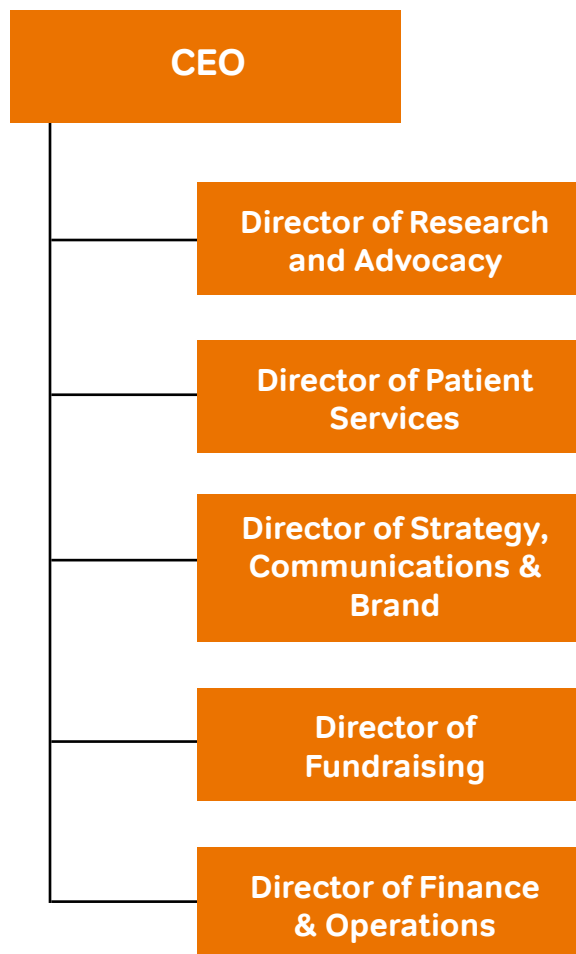 CEO
Director of Research
and Advocacy
Director of Patient
Services
Director of Strategy,
Communications &
Brand
Director of
Fundraising
Director of Finance
& Operations